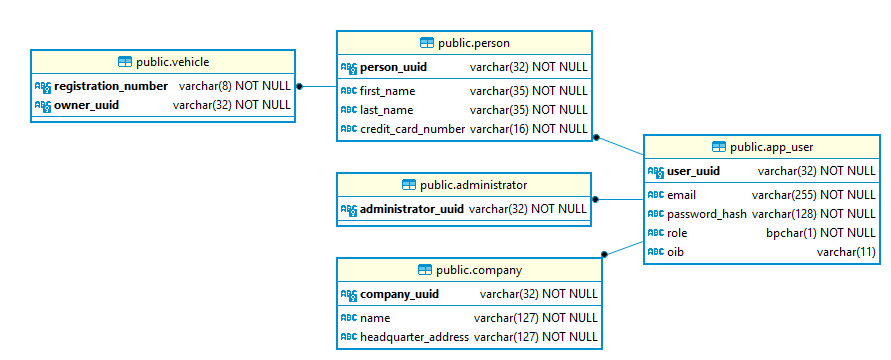 public.vehicle
registration_number varchar(8) NOT NULL
owner_uuid varchar(32) NOT NULL
public.person
person_uuid varchar(32) NOT NULL
first_name varchar(35) NOT NULL
last_name varchar(35) NOT NULL
credit_card_number varchar(16) NOT NULL
public.administrator
administrator_uuid varchar(32) NOT NULL
public.company
company_uuid varchar(32) NOT NULL
name varchar(127) NOT NULL
headquarter_address varchar(127) NOT NULL
public.app_user
user_uuid varchar(32) NOT NULL
email varchar(255) NOT NULL
password_hash varchar(128) NOT NULL
role bpchar(1) NOT NULL
oib varchar(11)